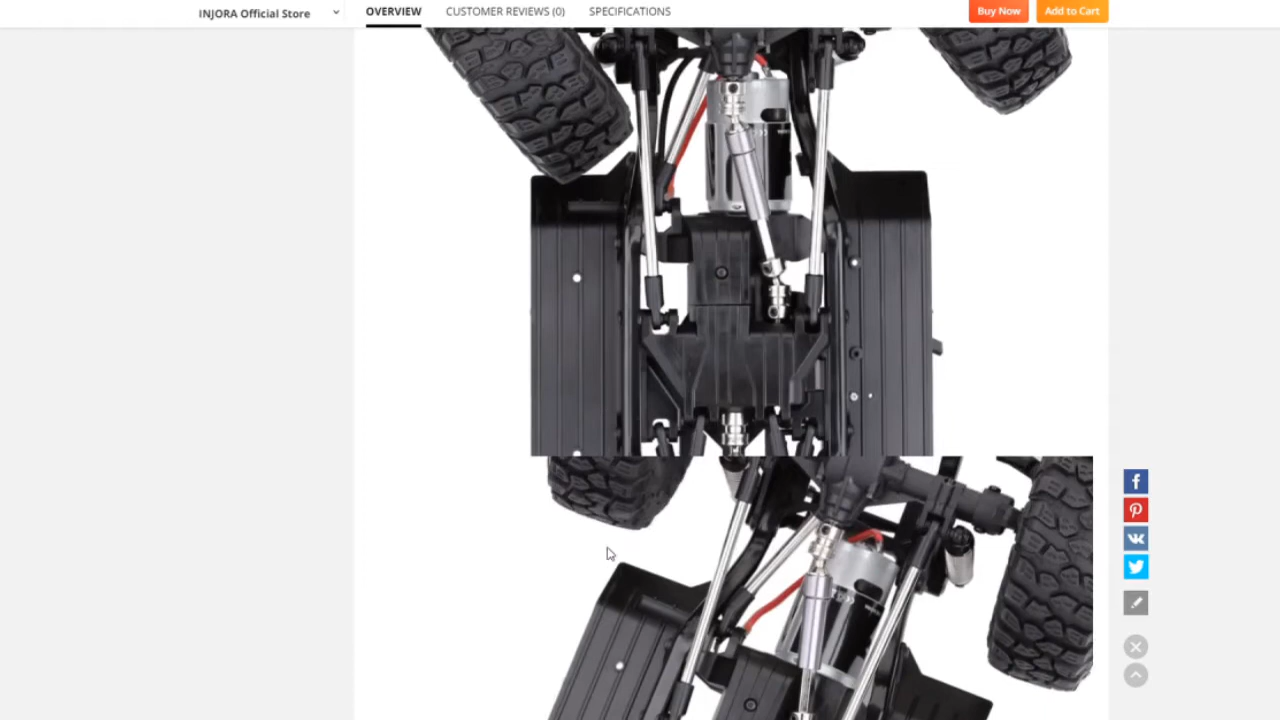 INJORA Official Store
OVERVIEW
CUSTOMER REVIEWS (0)
SPECIFICATIONS
Buy Now
Add to Cart